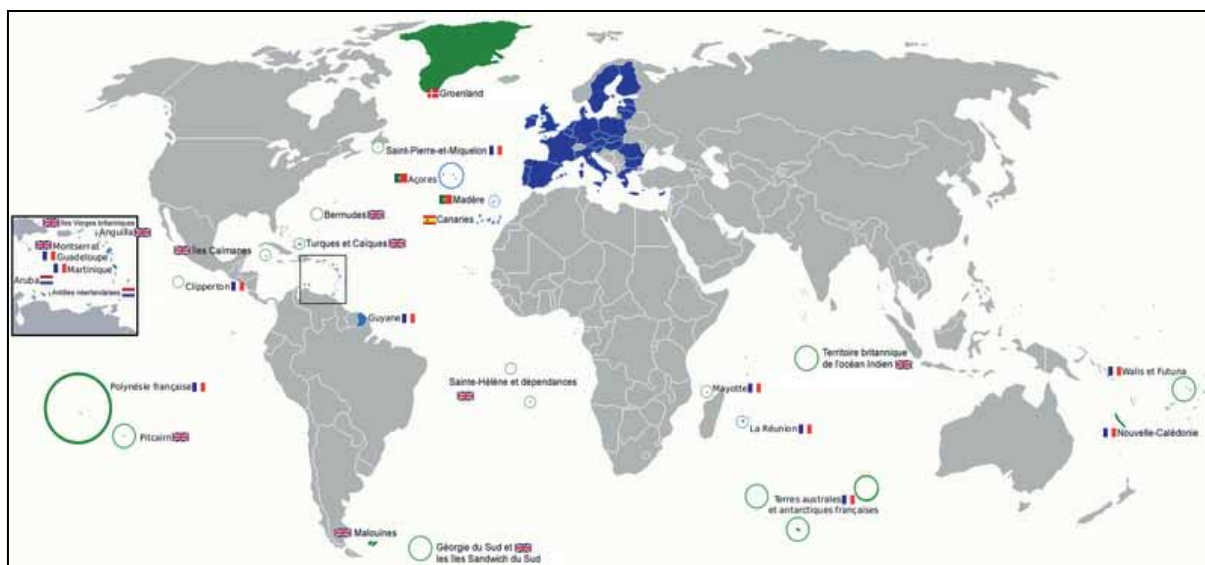 Groenland
Saint-Pierre-et-Miquelon
Açores
Madère
Canaries
Bermudes
Turques et Caïques
Îles Caïmanes
Clipperton
Îles Vierges britanniques
Anguilla
Montserrat
Guadeloupe
Martinique
Aruba
Antilles néerlandaises
Guyane
Polynésie française
Pitcairn
Sainte-Hélène et dépendances
Mayotte
La Réunion
Territoire britannique
de l'océan Indien
Walis et Futuna
Nouvelle-Calédonie
Terres australes
et antarctiques françaises
Malouines
Géorgie du Sud et
les îles Sandwich du Sud